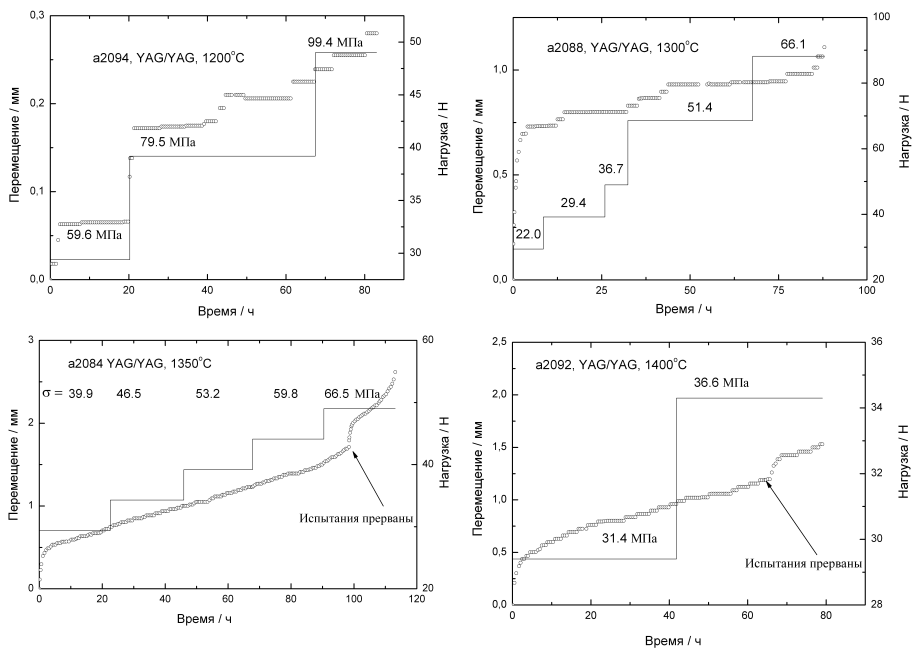 a2094, YAG/YAG, 1200°C
99.4 МПа
79.5 МПа
59.6 МПа
0,3
0,2
0,1
0,0
50
45
40
35
30
0
20
40
60
80
Перемещение / мм
Нагрузка / Н
Время / ч
a2088, YAG/YAG, 1300°C
66.1
51.4
36.7
29.4
22.0
1,0
0,5
0,0
100
80
60
40
20
0
25
50
75
100
Перемещение / мм
Нагрузка / Н
Время / ч
a2084 YAG/YAG, 1350°C
σ = 39.9 46.5 53.2 59.8 66.5 МПа
Испытания прерваны
3
2
1
0
60
40
20
0
20
40
60
80
100
120
Перемещение / мм
Нагрузка / Н
Время / ч
a2092, YAG/YAG, 1400°C
36.6 МПа
31.4 МПа
Испытания прерваны
2,5
2,0
1,5
1,0
0,5
0,0
36
34
32
30
28
0
20
40
60
80
Перемещение / мм
Нагрузка / Н
Время / ч